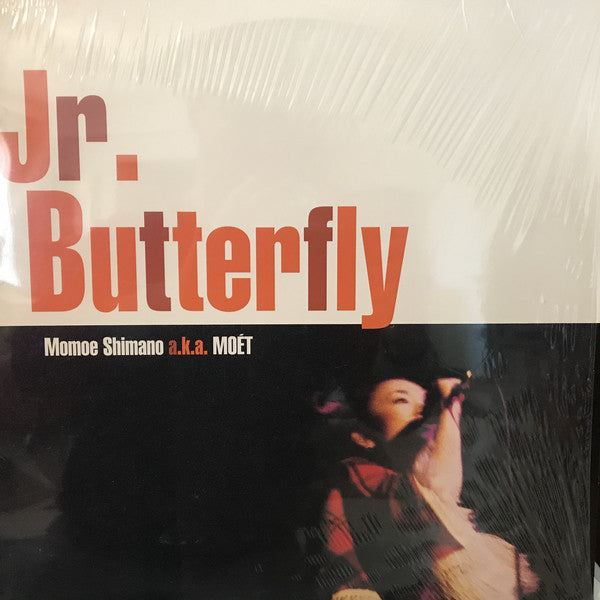 Jr.
Butterfly
Momoe Shimano a.k.a. MOÉT